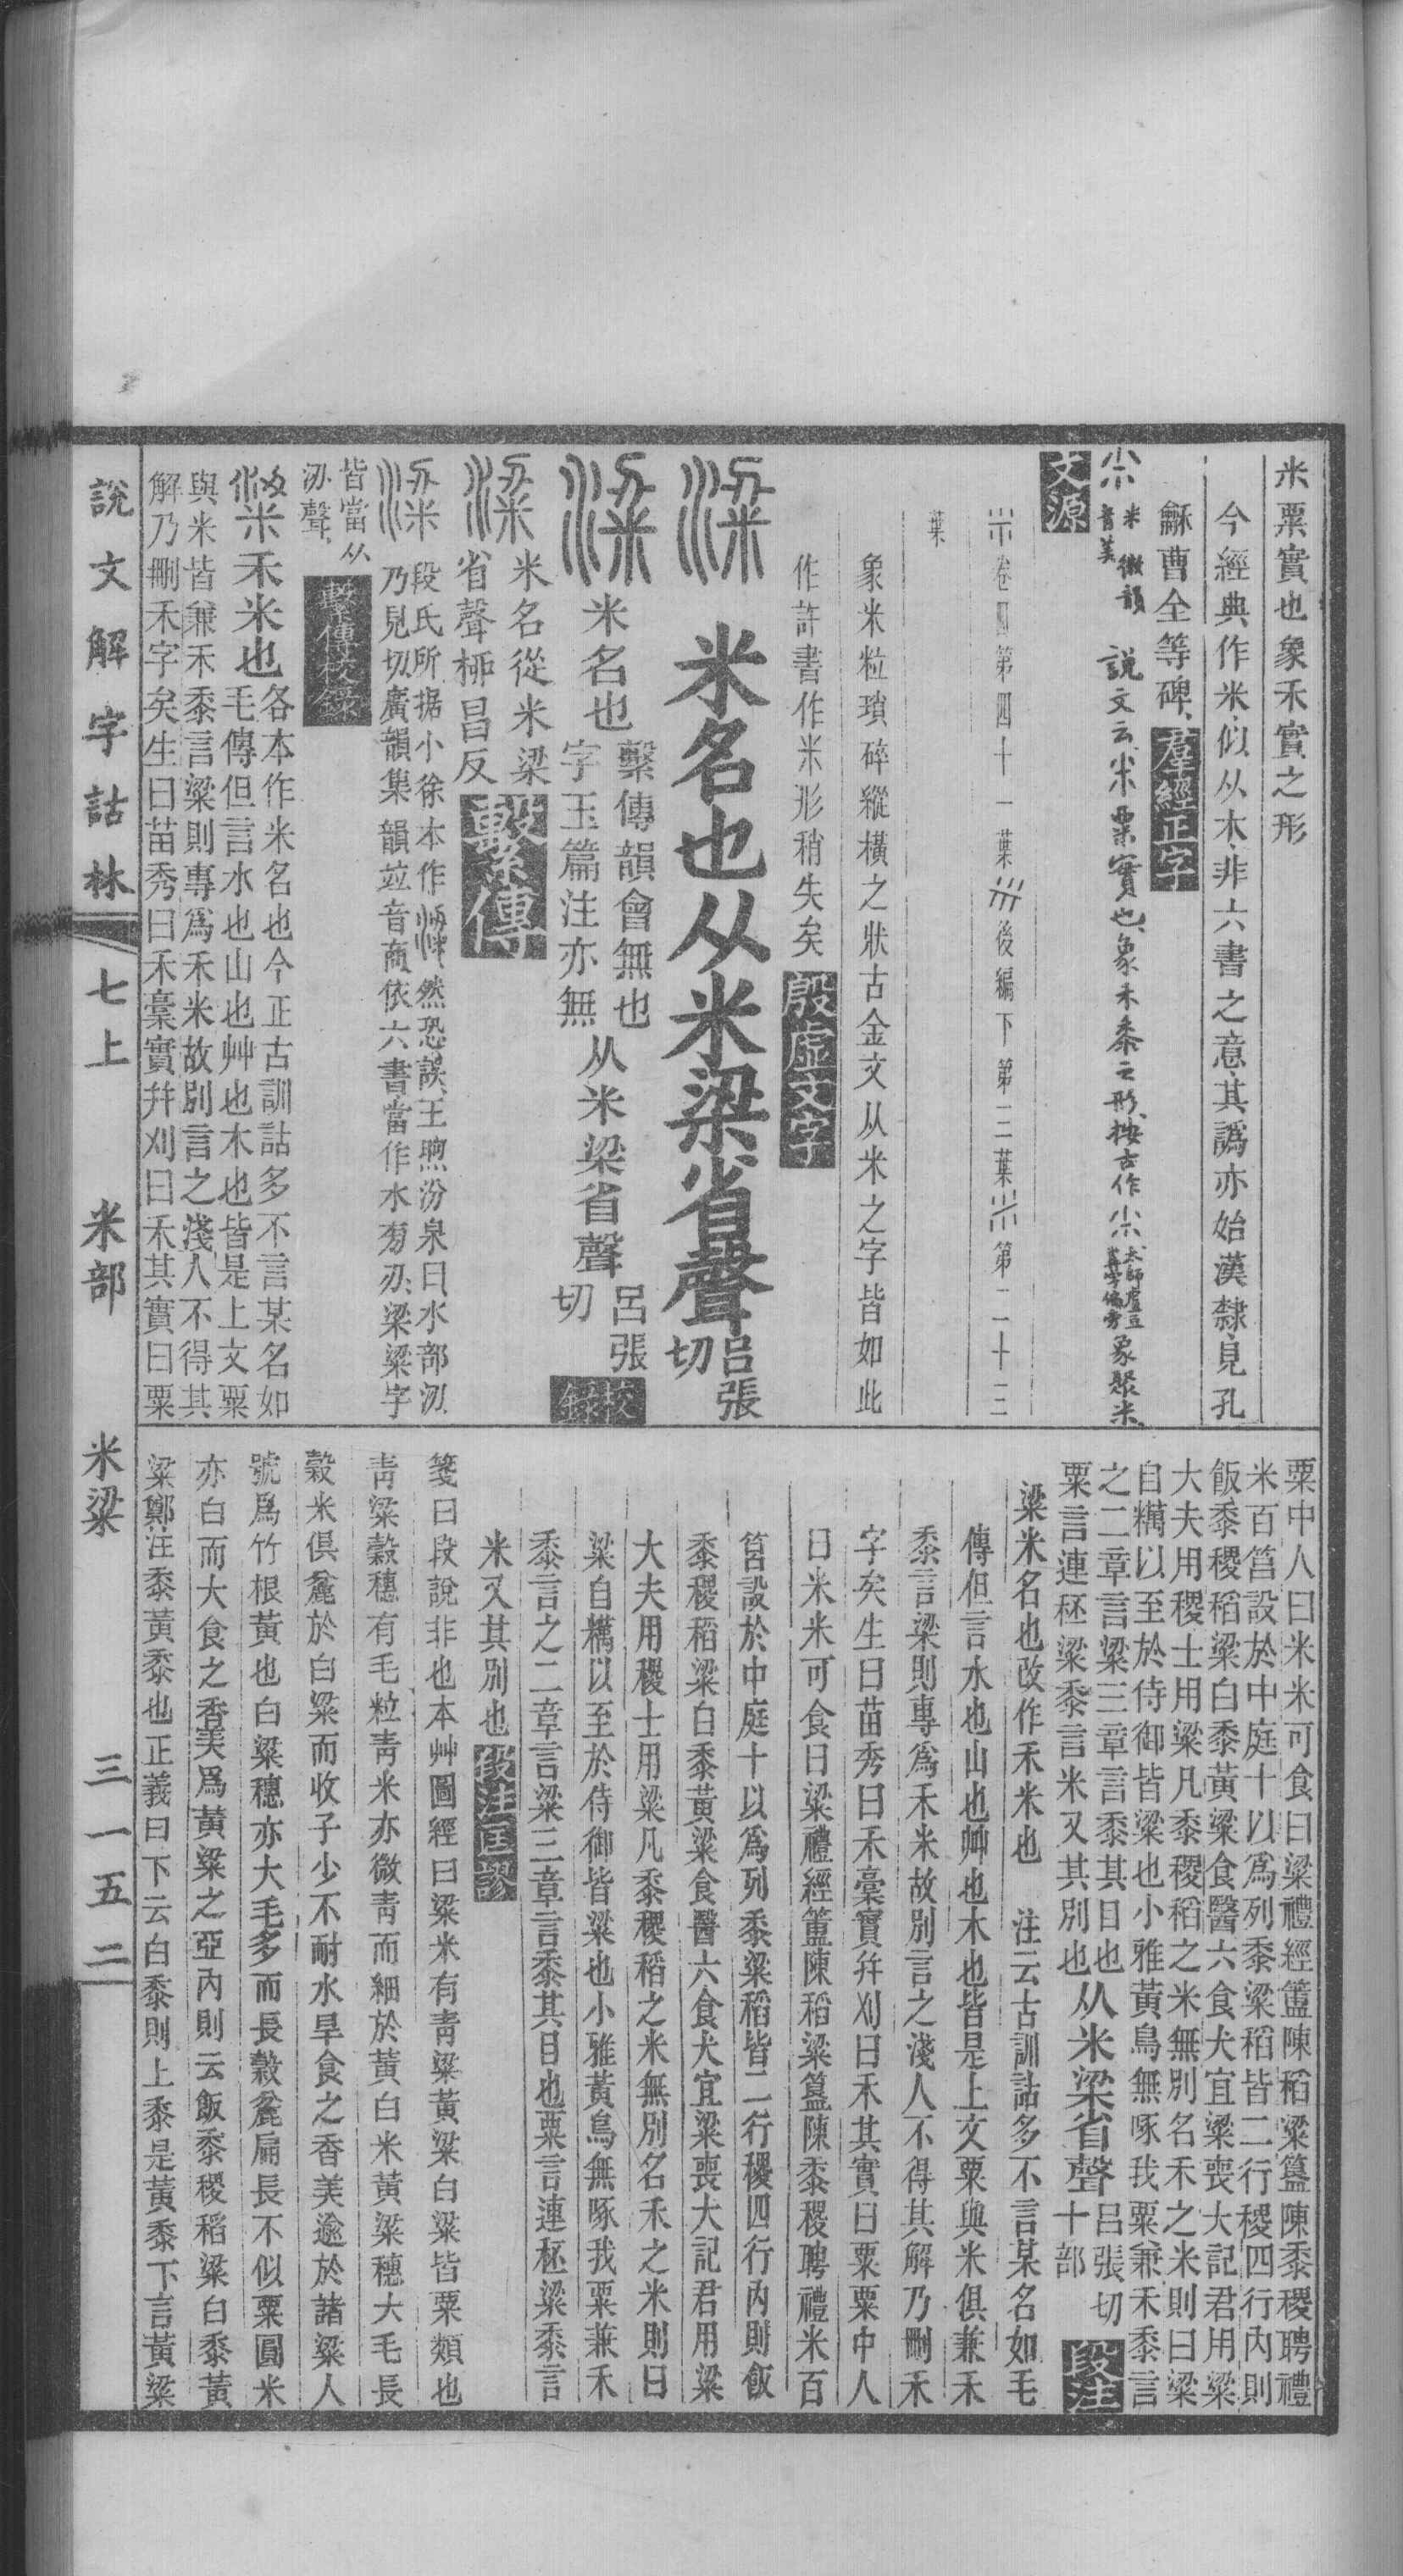 米粟實也象禾實之形
今經典作米似从木非六書之意其譌亦始漢隸見孔
龢曹全等碑羣經正字
米 微韻 音美 說文云米粟實也象禾黍之形按古作 太師虘豆 偏旁象聚米
文源
卷四第四十一葉 後編下第二三葉 第二十三
葉
象米粒瑣碎縱橫之狀古金文从米之字皆如此
作許書作米形稍失矣殷虛文字
米名也从米梁省聲呂張切
米名也繫傳韻會無也字玉篇注亦無从米梁省聲呂張切校錄
米名從米梁省聲柳昌反繫傳
段氏所据小徐本作 然恐誤王煦汾泉曰水部
乃見切廣韻集韻竝音商依六書當作水㫄刅梁粱字
皆當从
刅聲繫傳校錄
禾米也各本作米名也今正古訓詁多不言某名如
毛傳但言水也山也艸也木也皆是上文粟
與米皆兼禾黍言粱則專爲禾米故別言之淺人不得其
解乃刪禾字矣生曰苗秀曰禾稾實幷刈曰禾其實曰粟
粟中人曰米米可食曰粱禮經簠陳稻粱簋陳黍稷聘禮
米百筥設於中庭十以爲列黍粱稻皆二行稷四行內則
飯黍稷稻粱白黍黃粱食醫六食犬宜粱喪大記君用粱
大夫用稷士用粱凡黍稷稻之米無別名禾之米則曰粱
自糲以至於侍御皆粱也小雅黃鳥無啄我粟兼禾黍言
之二章言粱三章言黍其目也从米梁省聲呂張切
粟言連秠粱黍言米又其別也十部段注
粱米名也改作禾米也 注云古訓詁多不言某名如毛
傳但言水也山也艸也木也皆是上文粟與米俱兼禾
黍言粱則專爲禾米故別言之淺人不得其解乃刪禾
字矣生曰苗秀曰禾稾實幷刈曰禾其實曰粟粟中人
曰米米可食曰粱禮經簠陳稻粱簋陳黍稷聘禮米百
筥設於中庭十以爲列黍粱稻皆二行稷四行內則飯
黍稷稻粱白黍黃粱食醫六食犬宜粱喪大記君用粱
大夫用稷士用粱凡黍稷稻之米無別名禾之米則曰
粱自糲以至於侍御皆粱也小雅黃鳥無啄我粟兼禾
黍言之二章言粱三章言黍其目也粟言連秠粱黍言
米又其別也段注匡謬
箋曰段說非也本艸圖經曰粱米有靑粱黃粱白粱皆粟類也
靑粱穀穗有毛粒靑米亦微靑而細於黃白米黃粱穗大毛長
穀米俱麤於白粱而收子少不耐水旱食之香美逾於諸粱人
號爲竹根黃也白粱穗亦大毛多而長穀麤扁長不似粟圓米
亦白而大食之香美爲黃粱之亞內則云飯黍稷稻粱白黍黃
粱鄭注黍黃黍也正義曰下云白黍則上黍是黃黍下言黃粱
說文解字詁林 七上 米部 米粱 三一五二